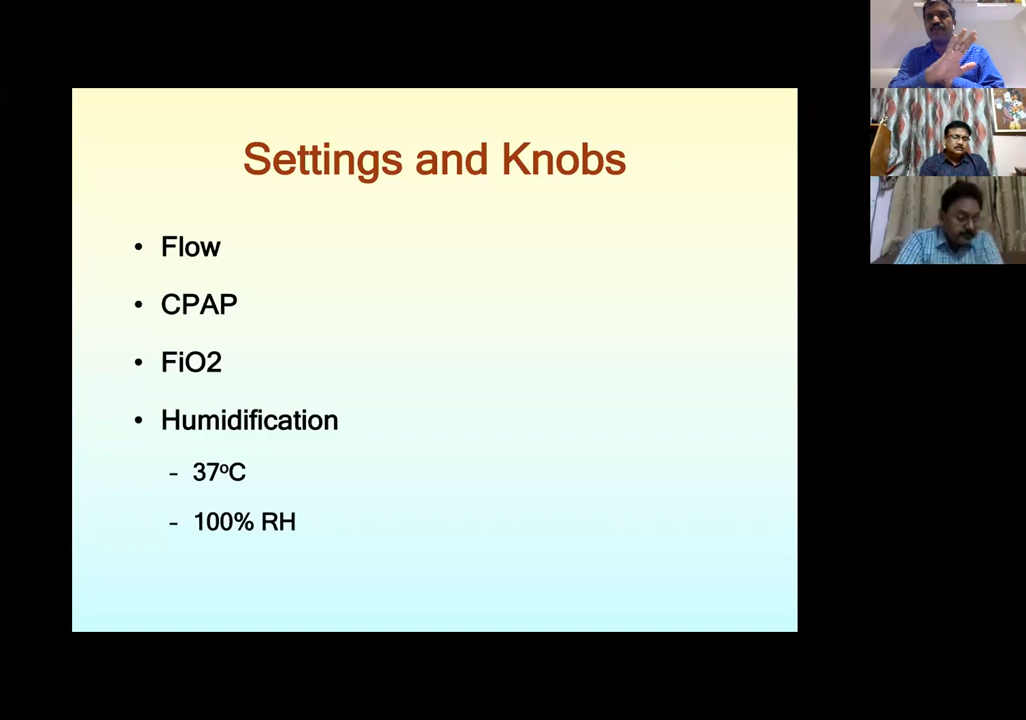 Settings and Knobs
• Flow
• CPAP
• FiO2
• Humidification
- 37ºC
- 100% RH